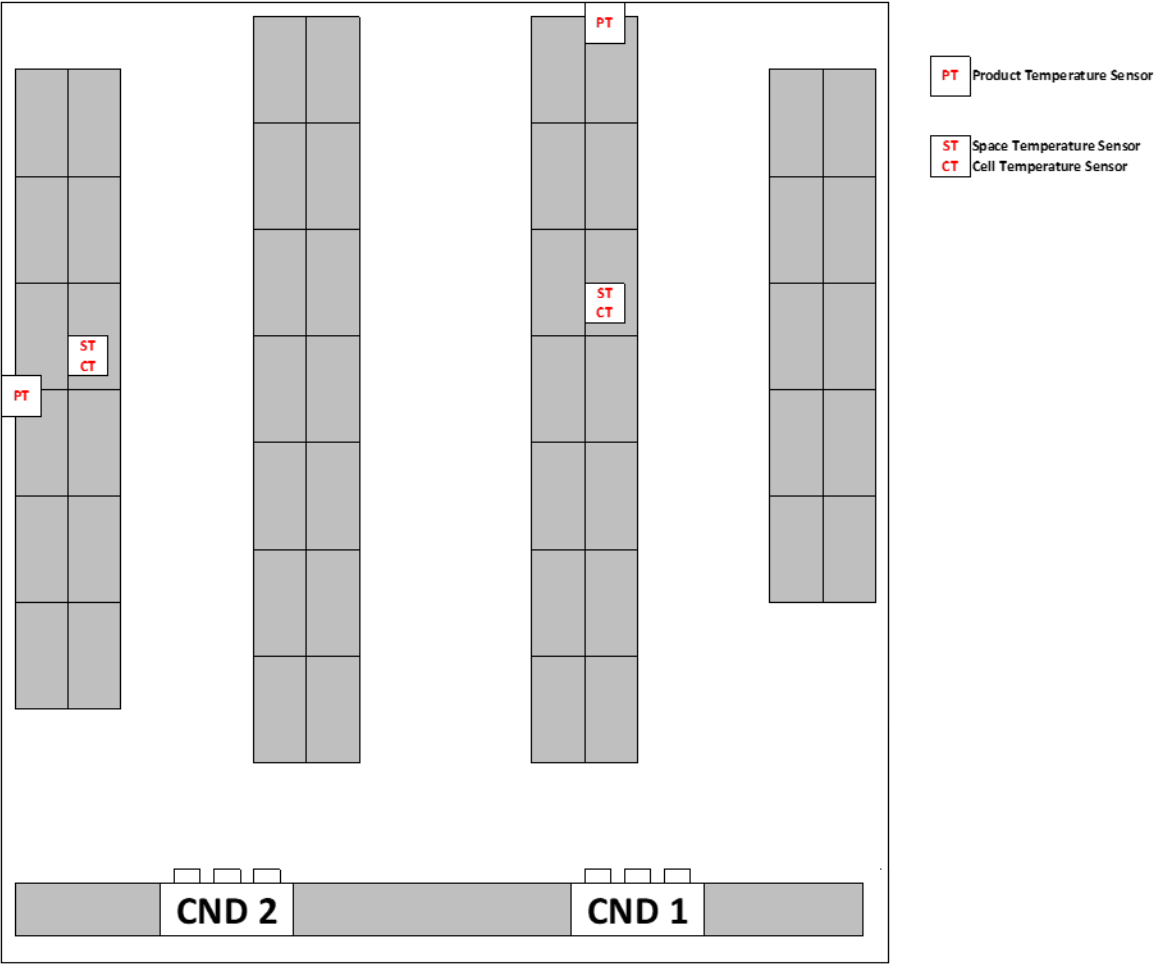 PT
PT Product Temperature Sensor
ST Space Temperature Sensor
CT Cell Temperature Sensor
ST
CT
ST
CT
PT
CND 2
CND 1